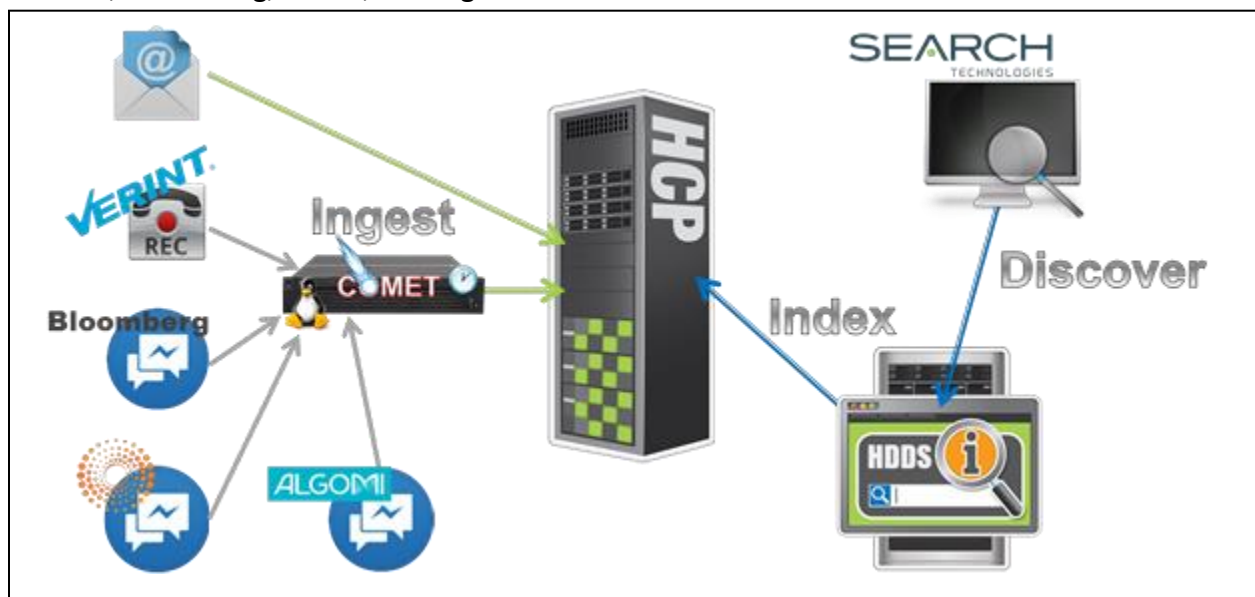 SEARCH
TECHNOLOGIES
@
VERINT.
REC
Ingest
COMET
HCP
Discover
Index
Bloomberg
ALGOMI
HDDS
i